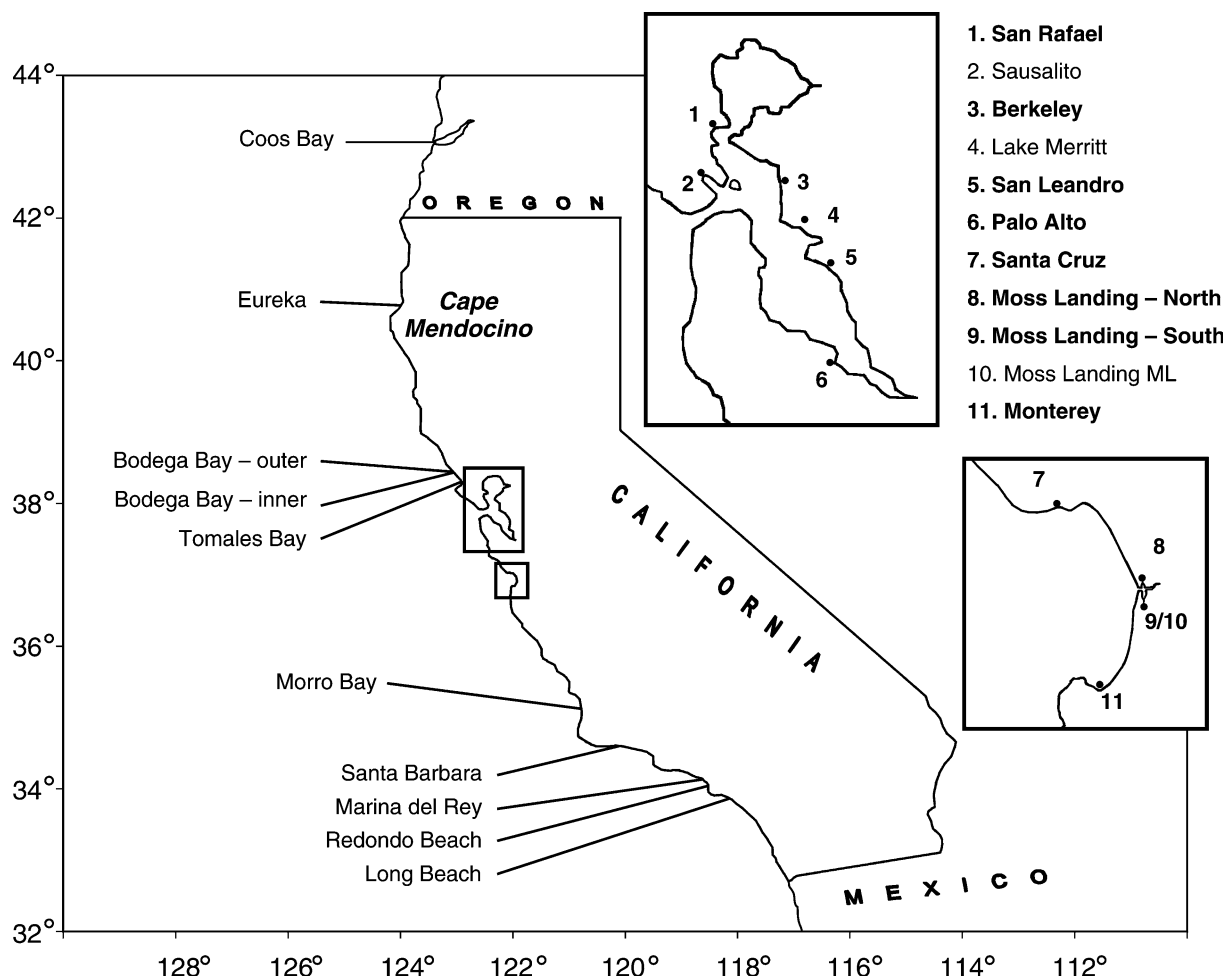 44°
42°
40°
38°
36°
34°
32°
128°
126°
124°
122°
120°
118°
116°
114°
112°
Coos Bay
OREGON
Eureka
Cape
Mendocino
Bodega Bay – outer
Bodega Bay – inner
Tomales Bay
CALIFORNIA
Morro Bay
Santa Barbara
Marina del Rey
Redondo Beach
Long Beach
MEXICO
1
2
3
4
5
6
1. San Rafael
2. Sausalito
3. Berkeley
4. Lake Merritt
5. San Leandro
6. Palo Alto
7. Santa Cruz
8. Moss Landing – North
9. Moss Landing – South
10. Moss Landing ML
11. Monterey
7
8
9/10
11